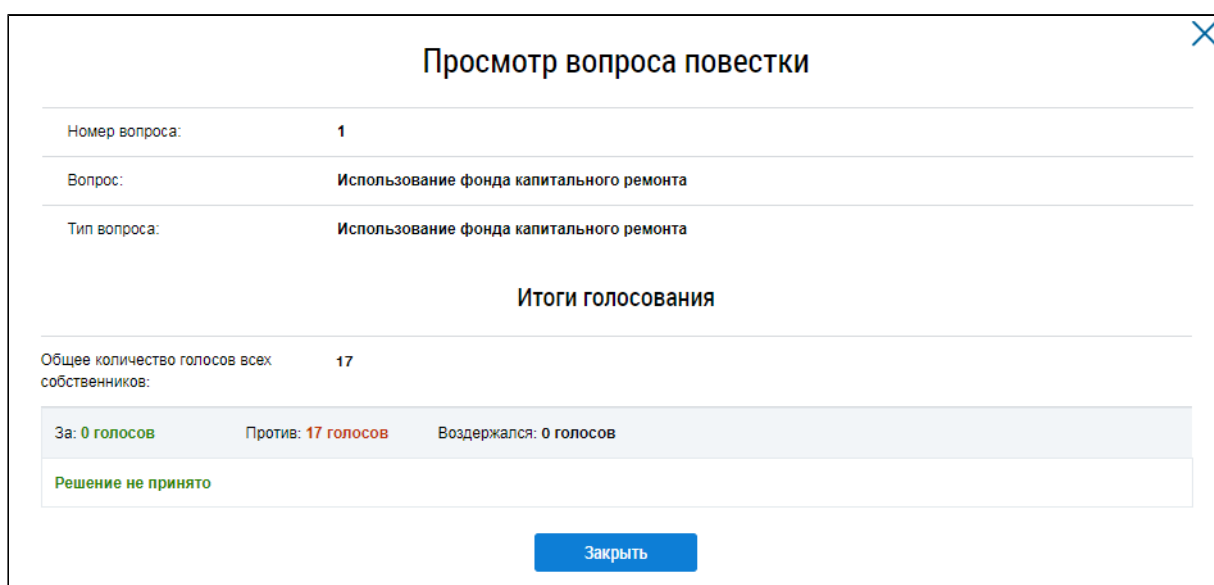 Просмотр вопроса повестки
Номер вопроса: 1
Вопрос: Использование фонда капитального ремонта
Тип вопроса: Использование фонда капитального ремонта
Итоги голосования
Общее количество голосов всех 17
собственников:
За: 0 голосов Против: 17 голосов Воздержался: 0 голосов
Решение не принято
Закрыть